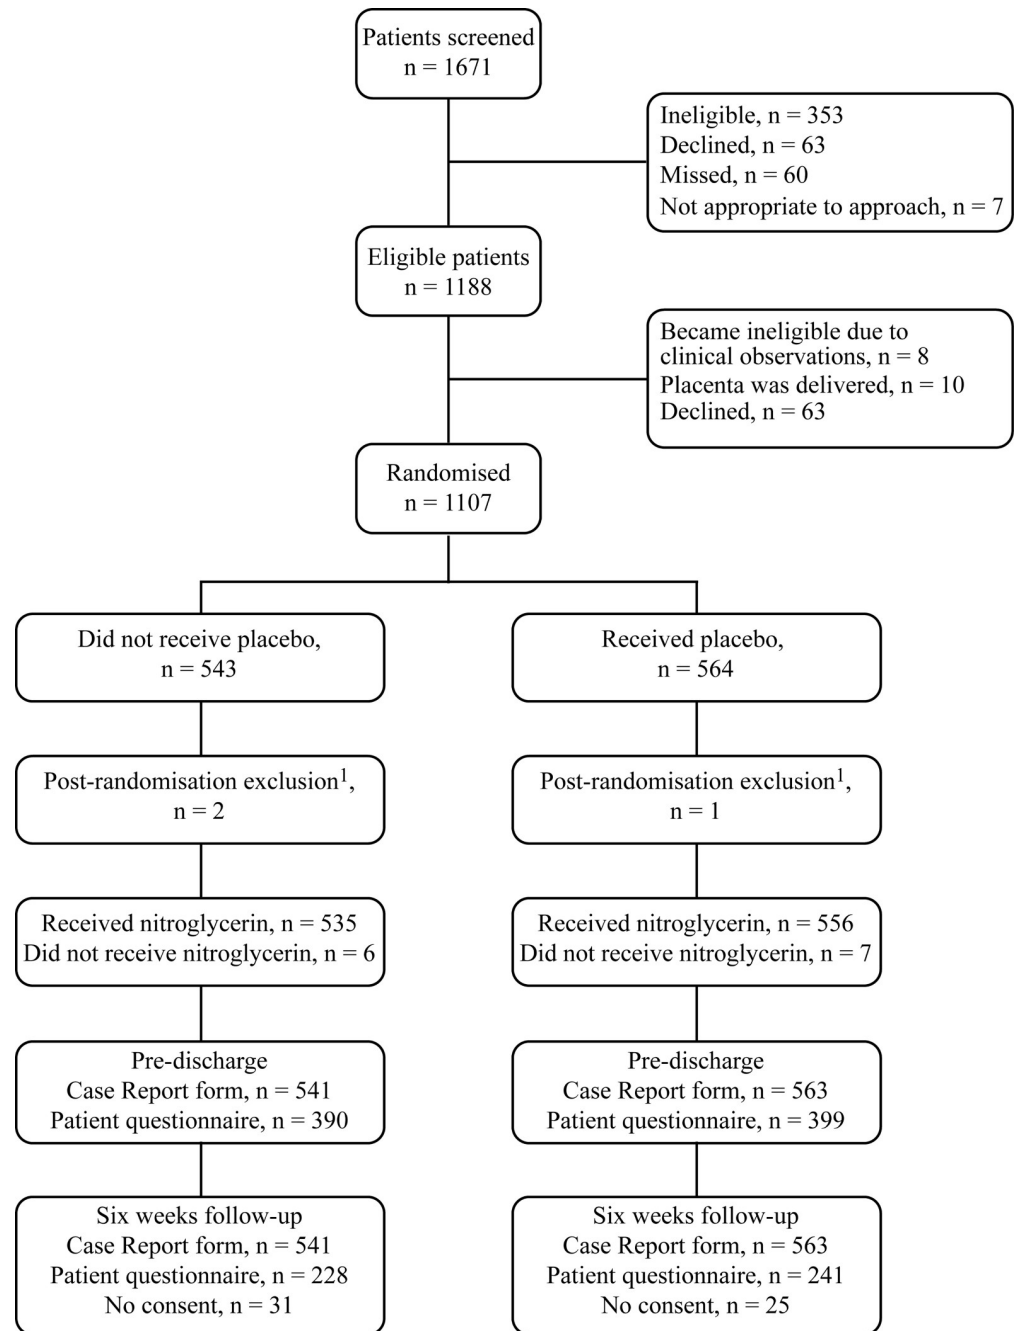 Patients screened
n = 1671
Ineligible, n = 353
Declined, n = 63
Missed, n = 60
Not appropriate to approach, n = 7
Eligible patients
n = 1188
Became ineligible due to
clinical observations, n = 8
Placenta was delivered, n = 10
Declined, n = 63
Randomised
n = 1107
Did not receive placebo,
n = 543
Received placebo,
n = 564
Post-randomisation exclusion¹,
n = 2
Post-randomisation exclusion¹,
n = 1
Received nitroglycerin, n = 535
Did not receive nitroglycerin, n = 6
Received nitroglycerin, n = 556
Did not receive nitroglycerin, n = 7
Pre-discharge
Case Report form, n = 541
Patient questionnaire, n = 390
Pre-discharge
Case Report form, n = 563
Patient questionnaire, n = 399
Six weeks follow-up
Case Report form, n = 541
Patient questionnaire, n = 228
No consent, n = 31
Six weeks follow-up
Case Report form, n = 563
Patient questionnaire, n = 241
No consent, n = 25